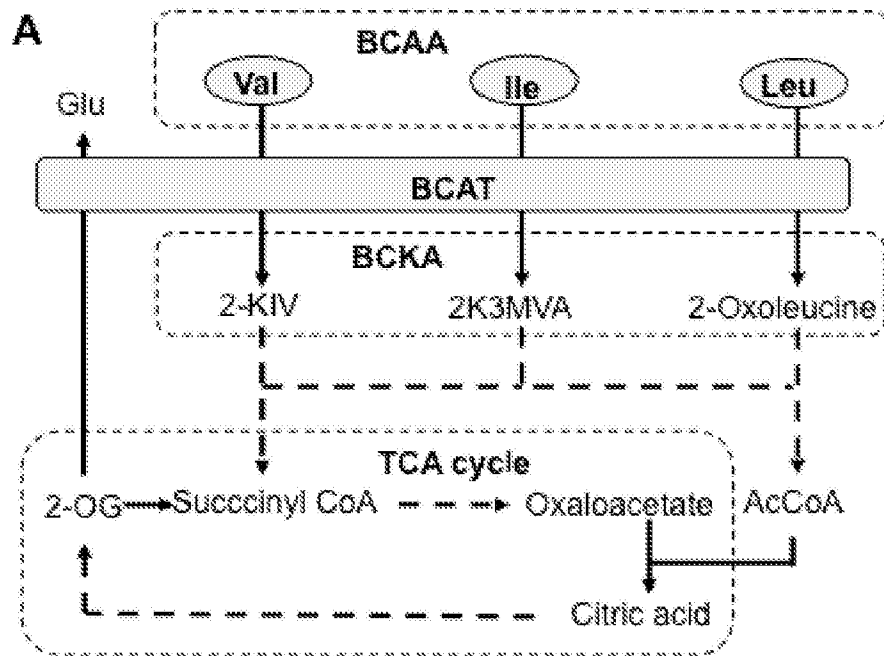 A
BCAA
Val Ile Leu
Glu
BCAT
BCKA
2-KIV 2K3MVA 2-Oxoleucine
TCA cycle
2-OG Succcinyl CoA Oxaloacetate AcCoA
Citric acid